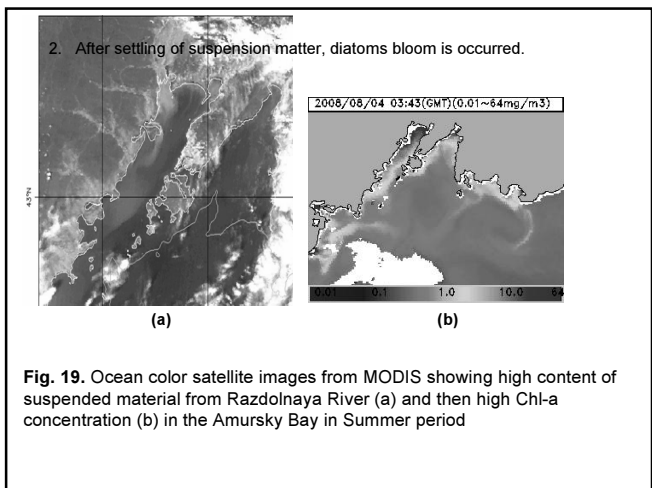 2. After settling of suspension matter, diatoms bloom is occurred.
2008/08/04 03:43(GMT)(0.01~64mg/m3)
43°N
0.01 0.1 1.0 10.0 64
(a) (b)
Fig. 19. Ocean color satellite images from MODIS showing high content of
suspended material from Razdolnaya River (a) and then high Chl-a
concentration (b) in the Amursky Bay in Summer period